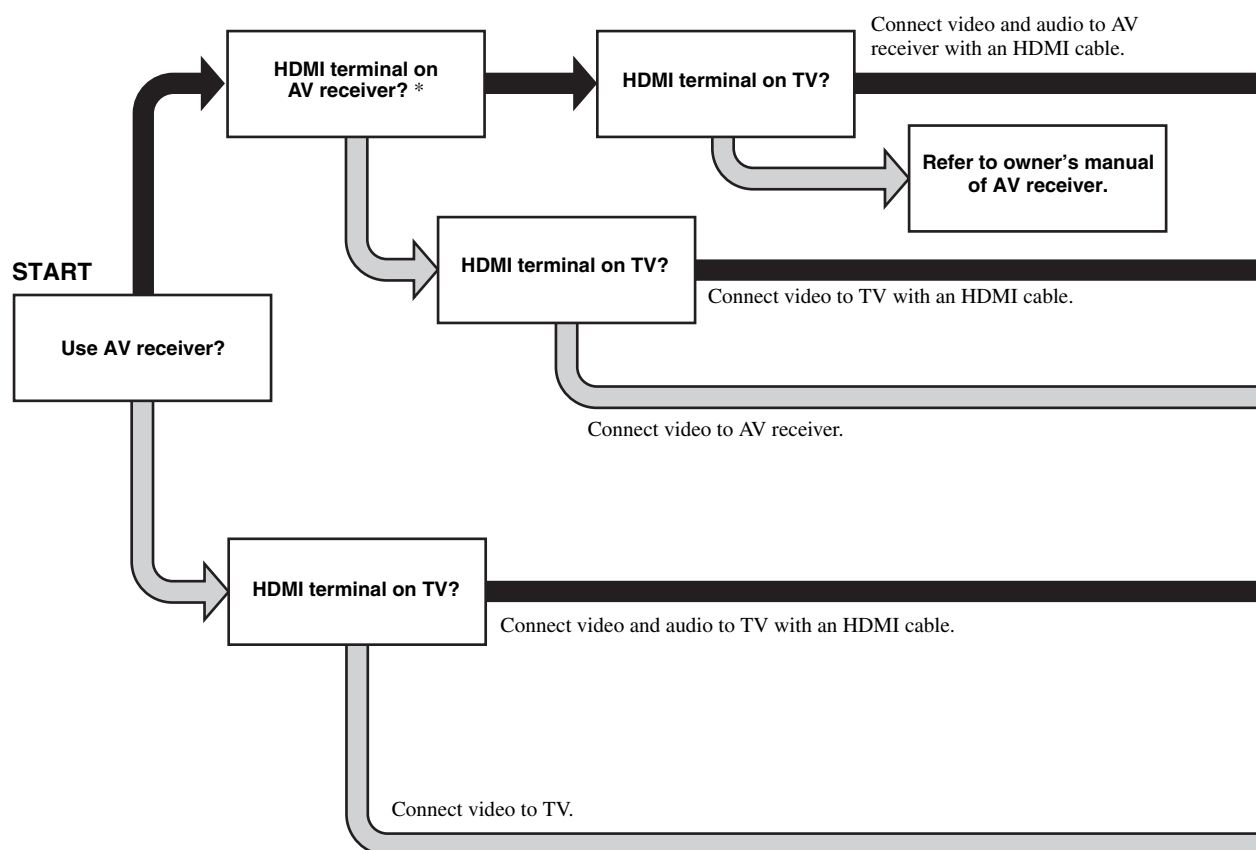 Connect video and audio to AV
receiver with an HDMI cable.
HDMI terminal on
AV receiver? *
HDMI terminal on TV?
Refer to owner’s manual
of AV receiver.
HDMI terminal on TV?
Connect video to TV with an HDMI cable.
START
Use AV receiver?
Connect video to AV receiver.
HDMI terminal on TV?
Connect video and audio to TV with an HDMI cable.
Connect video to TV.